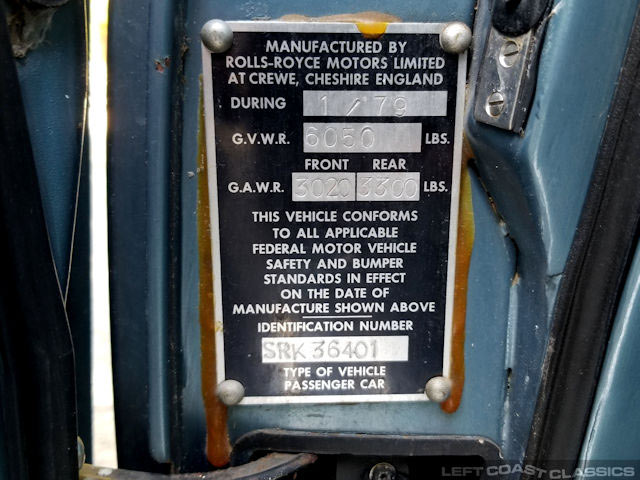 MANUFACTURED BY
ROLLS-ROYCE MOTORS LIMITED
AT CREWE, CHESHIRE ENGLAND
DURING 1/79
G.V.W.R. 6050 LBS.
FRONT REAR
G.A.W.R. 3020 3300 LBS.
THIS VEHICLE CONFORMS
TO ALL APPLICABLE
FEDERAL MOTOR VEHICLE
SAFETY AND BUMPER
STANDARDS IN EFFECT
ON THE DATE OF
MANUFACTURE SHOWN ABOVE
IDENTIFICATION NUMBER
SRK36401
TYPE OF VEHICLE
PASSENGER CAR
LEFT COAST CLASSICS